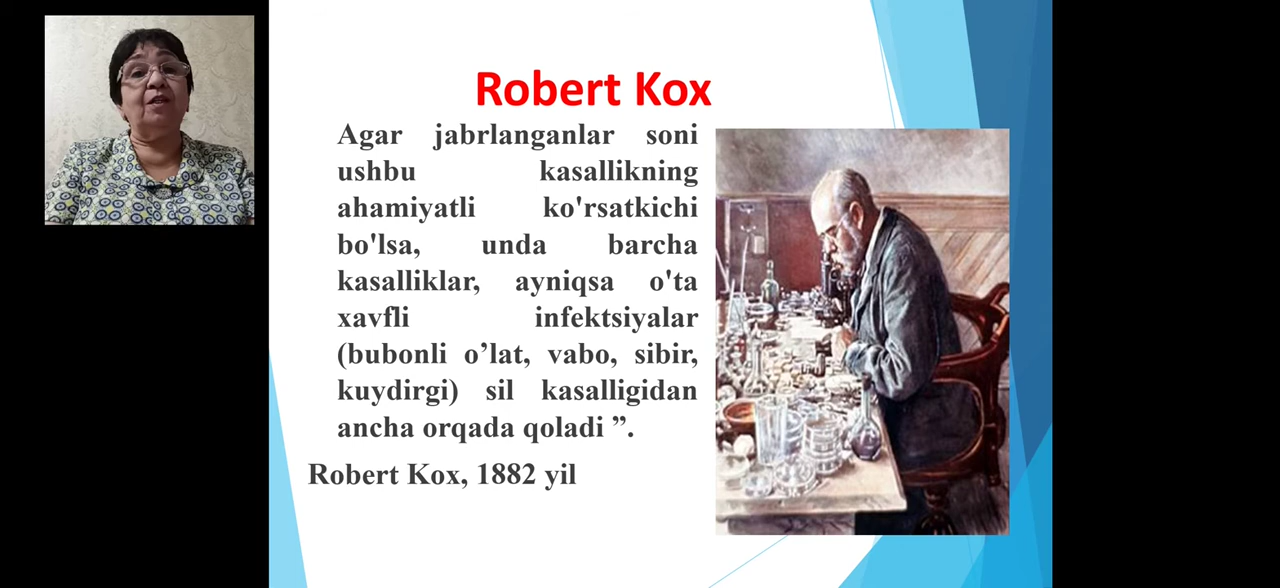 Robert Kox
Agar jabrlanganlar soni
ushbu kasallikning
ahamiyatli ko'rsatkichi
bo'lsa, unda barcha
kasalliklar, ayniqsa o'ta
xavfli infektsiyalar
(bubonli o’lat, vabo, sibir,
kuydirgi) sil kasalligidan
ancha orqada qoladi ”.
Robert Kox, 1882 yil